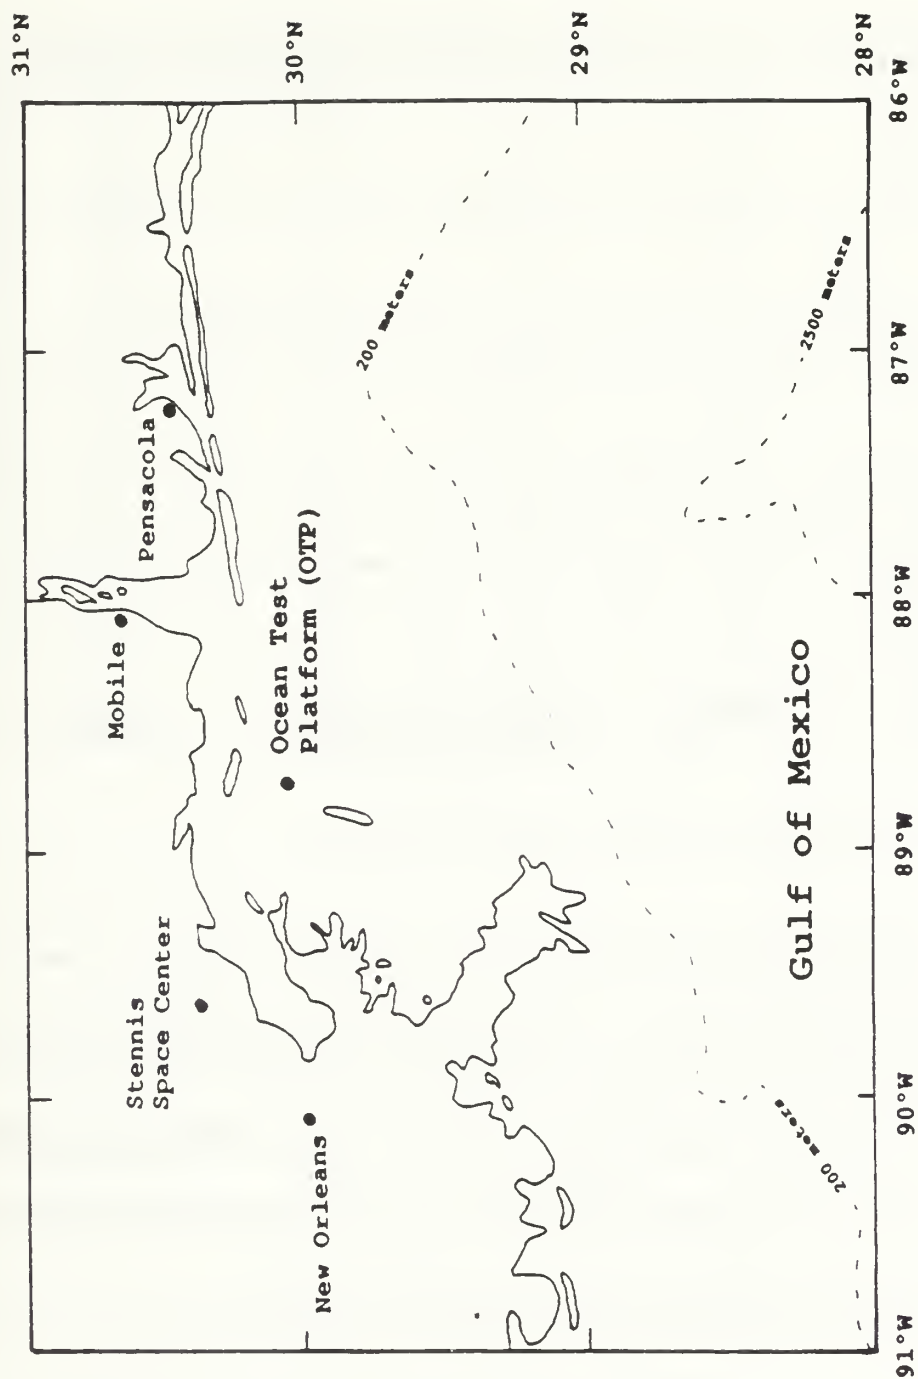 31°N
30°N
29°N
28°N
91°W
90°W
89°W
88°W
87°W
86°W
Mobile
Pensacola
Stennis
Space Center
New Orleans
Ocean Test
Platform (OTP)
200 meters
2500 meters
200 meters
Gulf of Mexico